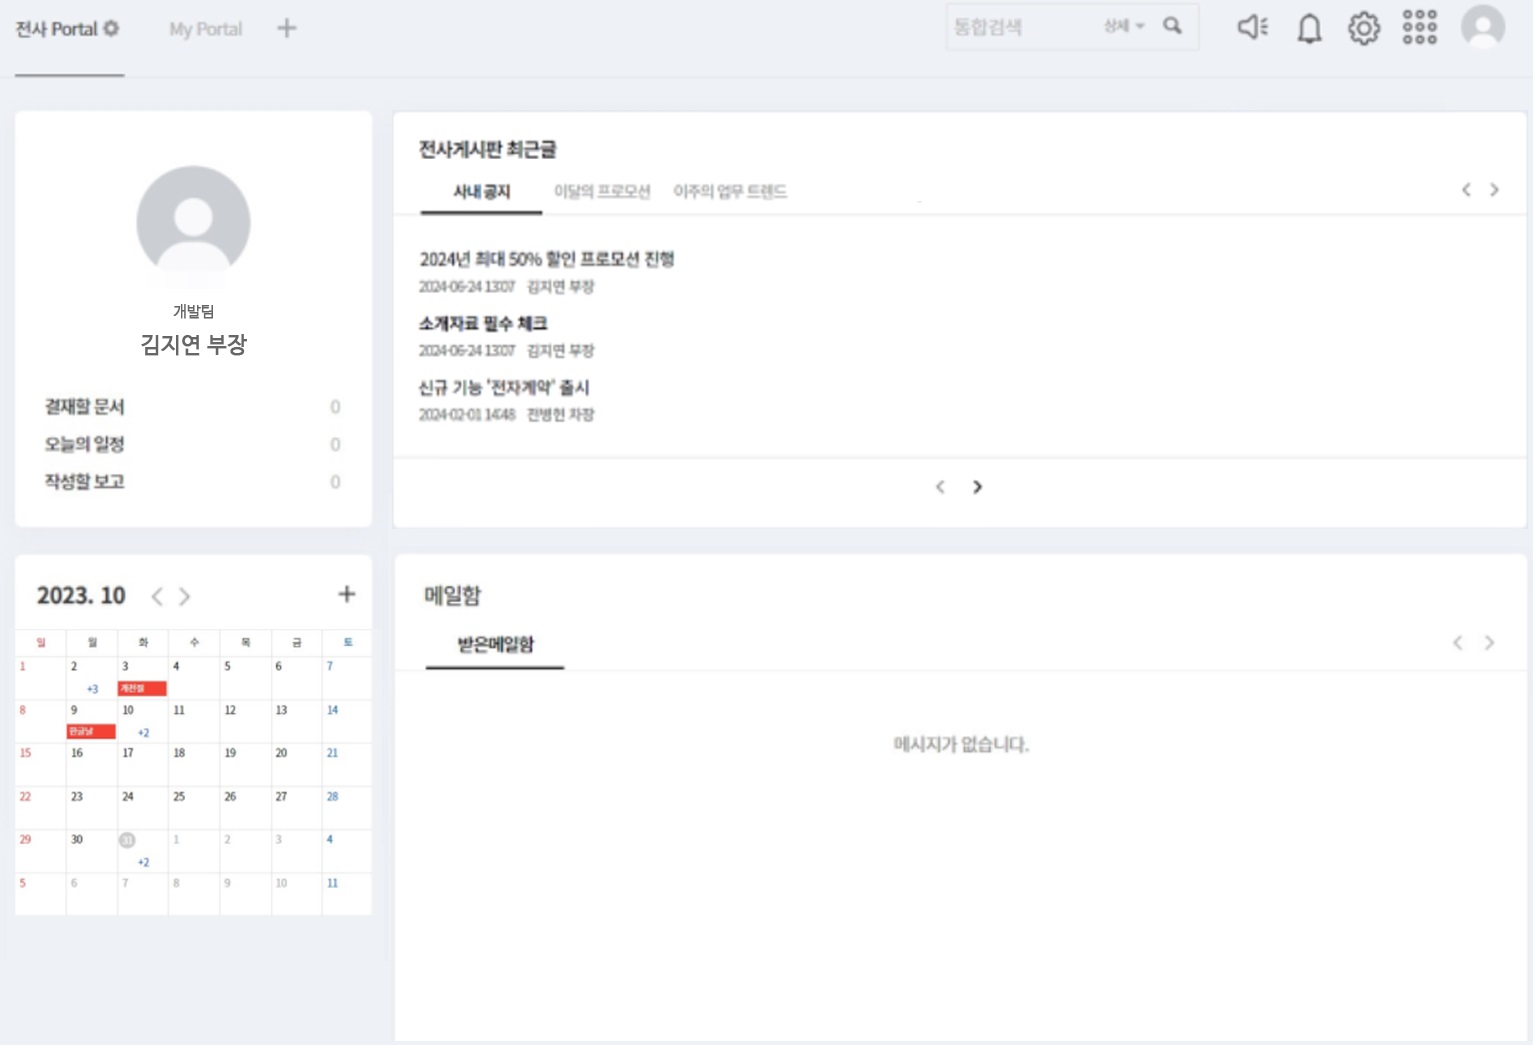 전사 Portal
My Portal
통합검색 상세
개발팀
김지연 부장
결재할 문서 0
오늘의 일정 0
작성할 보고 0
전사게시판 최근글
사내 공지 이달의 프로모션 이주의 업무 트렌드
2024년 최대 50% 할인 프로모션 진행
2024-06-24 13:07 김지연 부장
소개자료 필수 체크
2024-06-24 13:07 김지연 부장
신규 기능 '전자계약' 출시
2024-02-01 14:48 전병현 차장
2023. 10
일 월 화 수 목 금 토
1 2 3 4 5 6 7
+3 개천절
8 9 10 11 12 13 14
한글날 +2
15 16 17 18 19 20 21
22 23 24 25 26 27 28
29 30 31 1 2 3 4
+2
5 6 7 8 9 10 11
메일함
받은메일함
메시지가 없습니다.